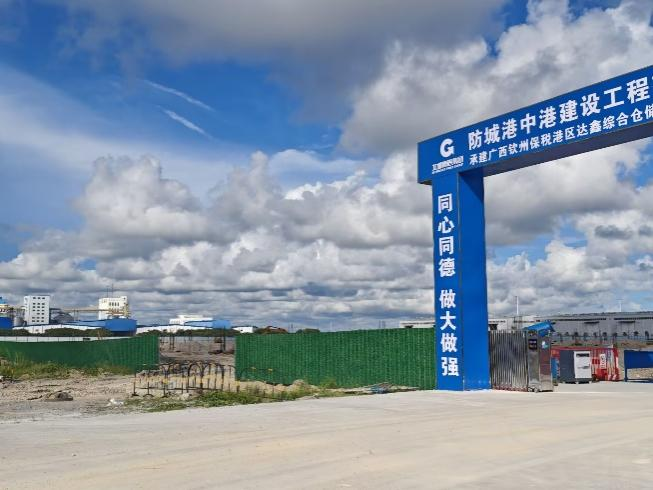 防城港中港建设工程
承建广西钦州保税港区达鑫综合仓储
G
同心同德 做大做强